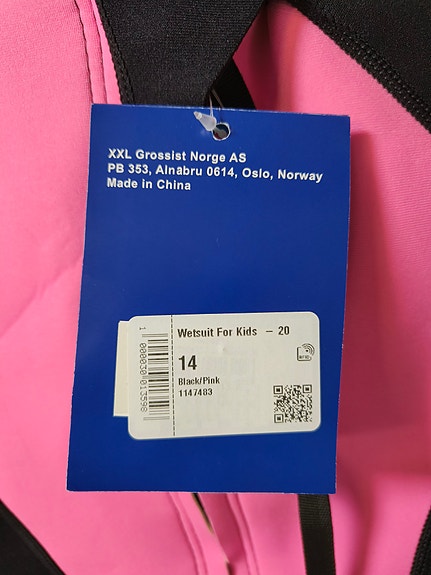 XXL Grossist Norge AS
PB 353, Alnabru 0614, Oslo, Norway
Made in China
Wetsuit For Kids – 20
14
Black/Pink
1147483